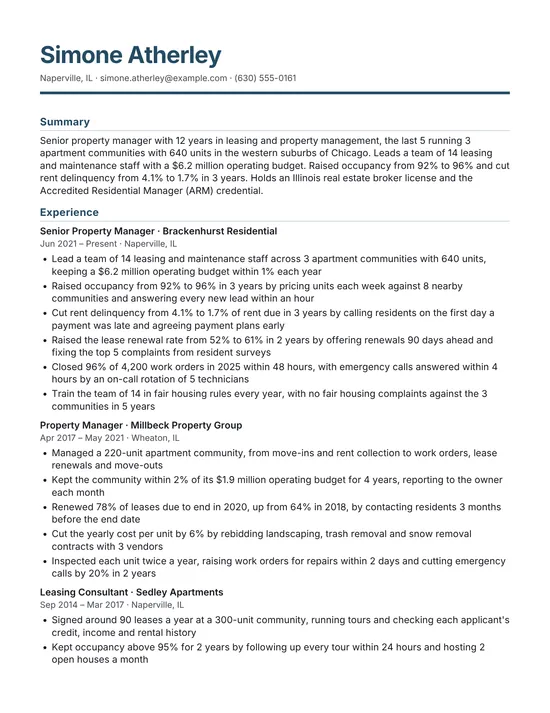 Simone Atherley
Naperville, IL · simone.atherley@example.com · (630) 555-0161
Summary
Senior property manager with 12 years in leasing and property management, the last 5 running 3
apartment communities with 640 units in the western suburbs of Chicago. Leads a team of 14 leasing
and maintenance staff with a $6.2 million operating budget. Raised occupancy from 92% to 96% and cut
rent delinquency from 4.1% to 1.7% in 3 years. Holds an Illinois real estate broker license and the
Accredited Residential Manager (ARM) credential.
Experience
Senior Property Manager · Brackenhurst Residential
Jun 2021 – Present · Naperville, IL
• Lead a team of 14 leasing and maintenance staff across 3 apartment communities with 640 units,
keeping a $6.2 million operating budget within 1% each year
• Raised occupancy from 92% to 96% in 3 years by pricing units each week against 8 nearby
communities and answering every new lead within an hour
• Cut rent delinquency from 4.1% to 1.7% of rent due in 3 years by calling residents on the first day a
payment was late and agreeing payment plans early
• Raised the lease renewal rate from 52% to 61% in 2 years by offering renewals 90 days ahead and
fixing the top 5 complaints from resident surveys
• Closed 96% of 4,200 work orders in 2025 within 48 hours, with emergency calls answered within 4
hours by an on-call rotation of 5 technicians
• Train the team of 14 in fair housing rules every year, with no fair housing complaints against the 3
communities in 5 years
Property Manager · Millbeck Property Group
Apr 2017 – May 2021 · Wheaton, IL
• Managed a 220-unit apartment community, from move-ins and rent collection to work orders, lease
renewals and move-outs
• Kept the community within 2% of its $1.9 million operating budget for 4 years, reporting to the owner
each month
• Renewed 78% of leases due to end in 2020, up from 64% in 2018, by contacting residents 3 months
before the end date
• Cut the yearly cost per unit by 6% by rebidding landscaping, trash removal and snow removal
contracts with 3 vendors
• Inspected each unit twice a year, raising work orders for repairs within 2 days and cutting emergency
calls by 20% in 2 years
Leasing Consultant · Sedley Apartments
Sep 2014 – Mar 2017 · Naperville, IL
• Signed around 90 leases a year at a 300-unit community, running tours and checking each applicant's
credit, income and rental history
• Kept occupancy above 95% for 2 years by following up every tour within 24 hours and hosting 2
open houses a month